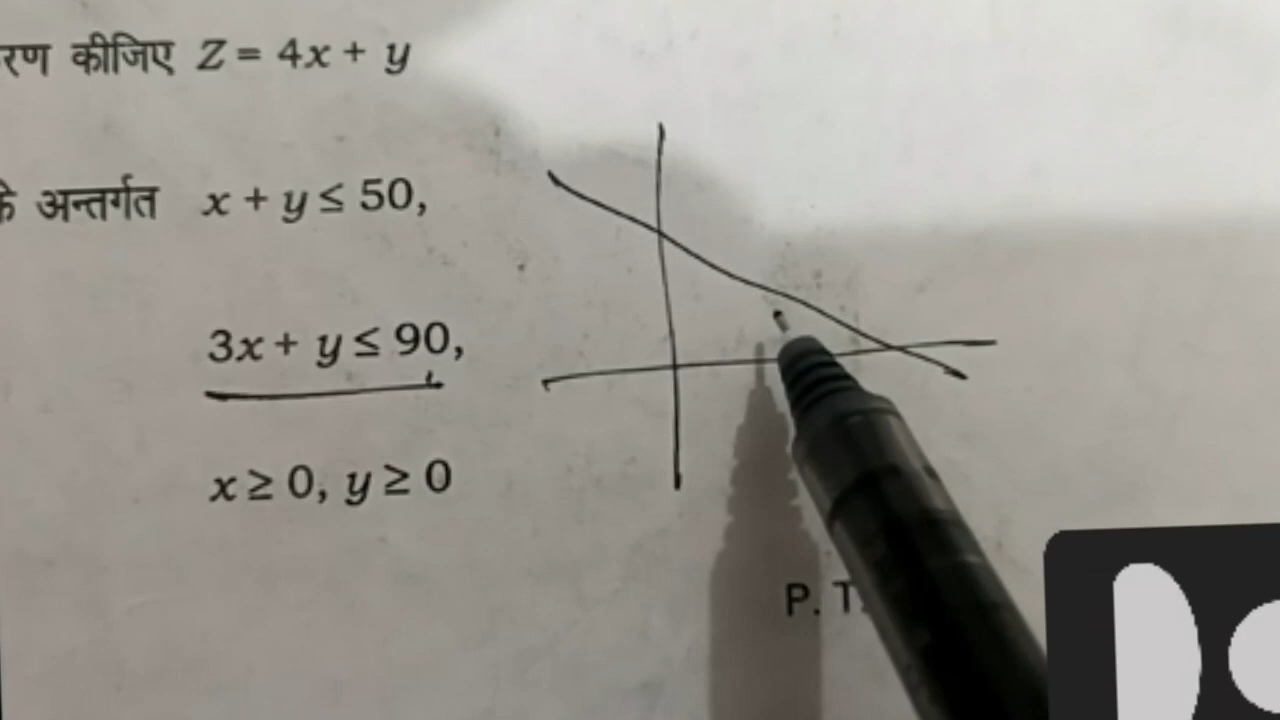 रण कीजिए Z = 4x + y
के अन्तर्गत x + y ≤ 50,
3x + y ≤ 90,
x ≥ 0, y ≥ 0
P. T.